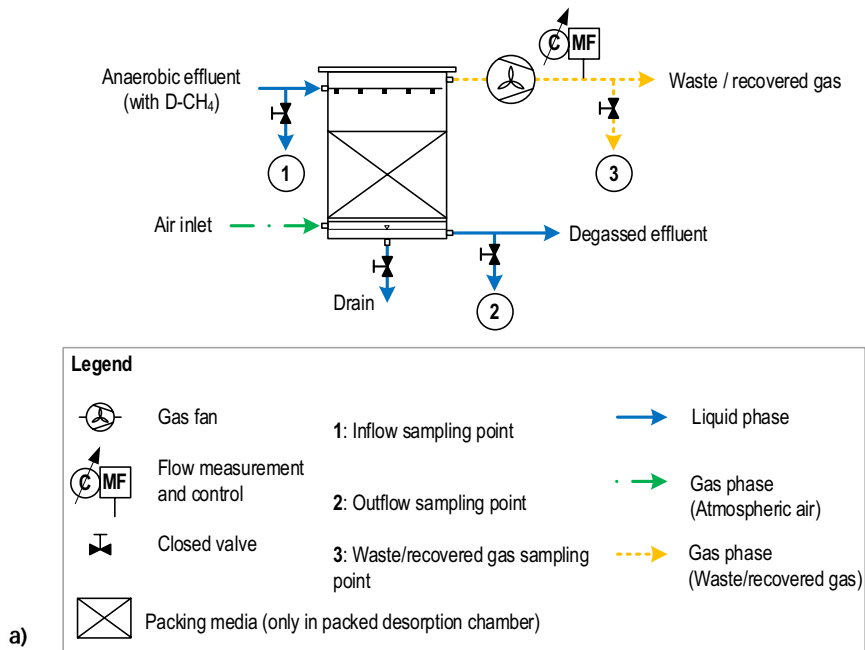 C MF
Anaerobic effluent
(with D-CH₄)
Waste / recovered gas
1
3
Air inlet
Degassed effluent
Drain
2
Legend
Gas fan
1: Inflow sampling point
Liquid phase
C MF
Flow measurement
and control
2: Outflow sampling point
Gas phase
(Atmospheric air)
Closed valve
3: Waste/recovered gas sampling
point
Gas phase
(Waste/recovered gas)
Packing media (only in packed desorption chamber)
a)